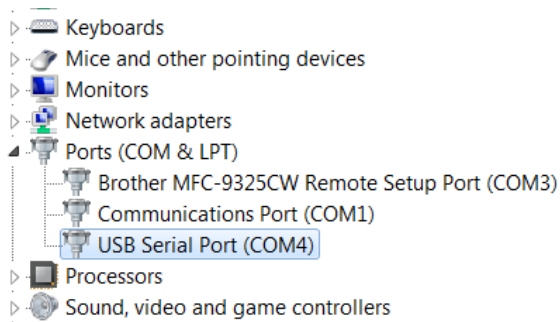 Keyboards
Mice and other pointing devices
Monitors
Network adapters
Ports (COM & LPT)
Brother MFC-9325CW Remote Setup Port (COM3)
Communications Port (COM1)
USB Serial Port (COM4)
Processors
Sound, video and game controllers